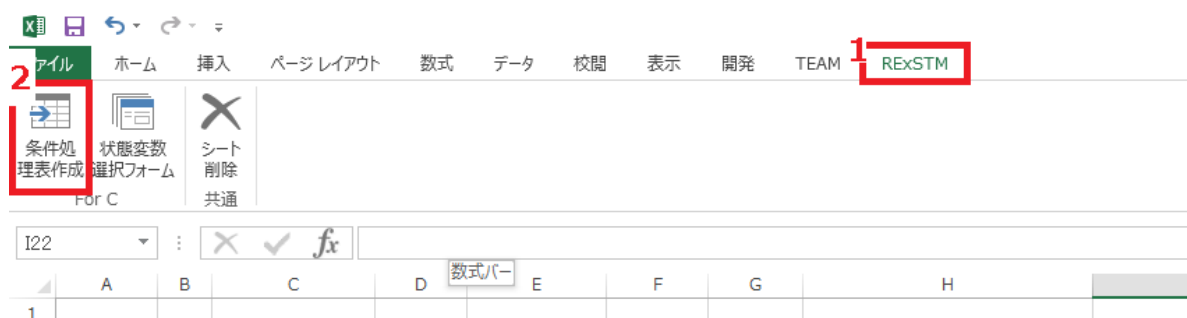 1
ファイル ホーム 挿入 ページ レイアウト 数式 データ 校閲 表示 開発 TEAM RExSTM
2
条件処 状態変数 シート
理表作成 選択フォーム 削除
For C 共通
I22 fx
数式バー
A B C D E F G H
1